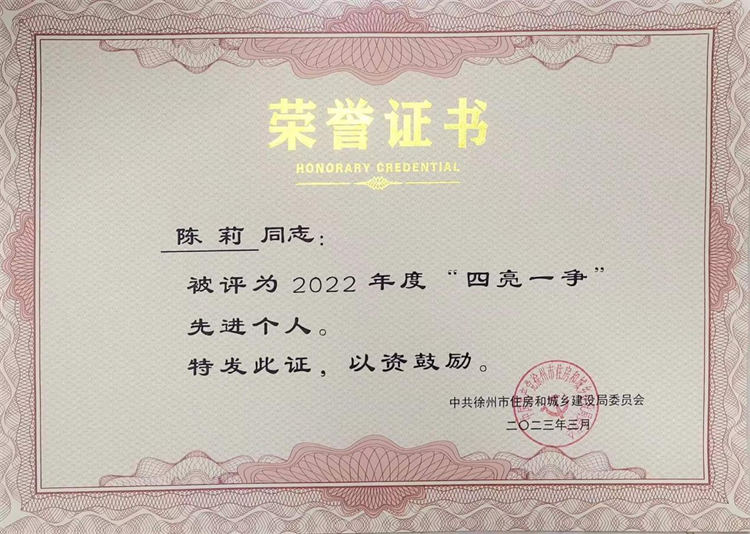 荣誉证书
HONORARY CREDENTIAL
陈莉同志：
被评为2022年度“四亮一争”
先进个人。
特发此证，以资鼓励。
中共徐州市住房和城乡建设局委员会
二〇二三年三月